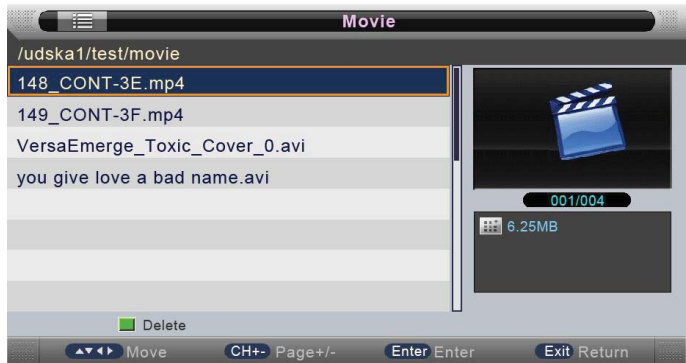 Movie
/udska1/test/movie
148_CONT-3E.mp4
149_CONT-3F.mp4
VersaEmerge_Toxic_Cover_0.avi
you give love a bad name.avi
001/004
6.25MB
Delete
Move CH+- Page+/- Enter Enter Exit Return